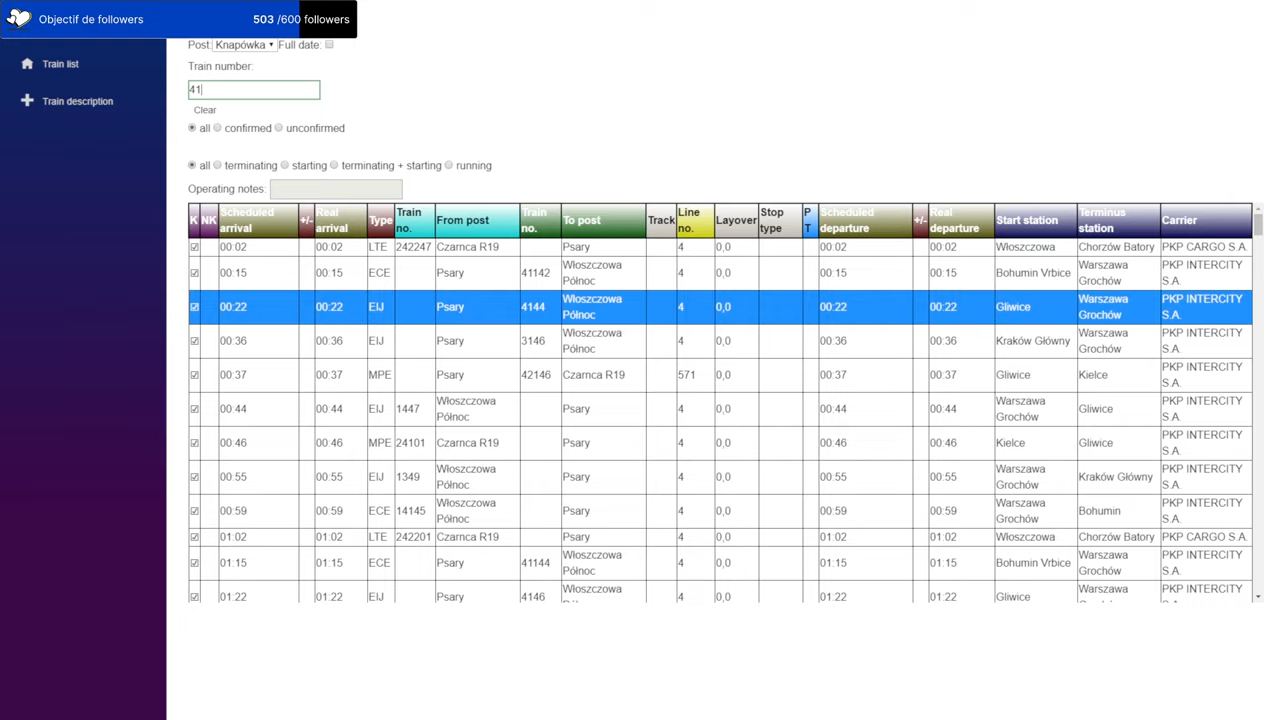 Objectif de followers 503 /600 followers
Train list
Train description
Post: Knapówka Full date:
Train number:
41
Clear
all confirmed unconfirmed
all terminating starting terminating + starting running
Operating notes:
K NK Scheduled arrival +/- Real arrival Type Train no. From post Train no. To post Track Line no. Layover Stop type P T Scheduled departure +/- Real departure Start station Terminus station Carrier
00:02 00:02 LTE 242247 Czarnca R19 Psary 4 0,0 00:02 00:02 Włoszczowa Chorzów Batory PKP CARGO S.A.
00:15 00:15 ECE Psary 41142 Włoszczowa Północ 4 0,0 00:15 00:15 Bohumin Vrbice Warszawa Grochów PKP INTERCITY S.A.
00:22 00:22 EIJ Psary 4144 Włoszczowa Północ 4 0,0 00:22 00:22 Gliwice Warszawa Grochów PKP INTERCITY S.A.
00:36 00:36 EIJ Psary 3146 Włoszczowa Północ 4 0,0 00:36 00:36 Kraków Główny Warszawa Grochów PKP INTERCITY S.A.
00:37 00:37 MPE Psary 42146 Czarnca R19 571 0,0 00:37 00:37 Gliwice Kielce PKP INTERCITY S.A.
00:44 00:44 EIJ 1447 Włoszczowa Północ Psary 4 0,0 00:44 00:44 Warszawa Grochów Gliwice PKP INTERCITY S.A.
00:46 00:46 MPE 24101 Czarnca R19 Psary 4 0,0 00:46 00:46 Kielce Gliwice PKP INTERCITY S.A.
00:55 00:55 EIJ 1349 Włoszczowa Północ Psary 4 0,0 00:55 00:55 Warszawa Grochów Kraków Główny PKP INTERCITY S.A.
00:59 00:59 ECE 14145 Włoszczowa Północ Psary 4 0,0 00:59 00:59 Warszawa Grochów Bohumin PKP INTERCITY S.A.
01:02 01:02 LTE 242201 Czarnca R19 Psary 4 0,0 01:02 01:02 Włoszczowa Chorzów Batory PKP CARGO S.A.
01:15 01:15 ECE Psary 41144 Włoszczowa Północ 4 0,0 01:15 01:15 Bohumin Vrbice Warszawa Grochów PKP INTERCITY S.A.
01:22 01:22 EIJ Psary 4146 Włoszczowa 4 0,0 01:22 01:22 Gliwice Warszawa PKP INTERCITY